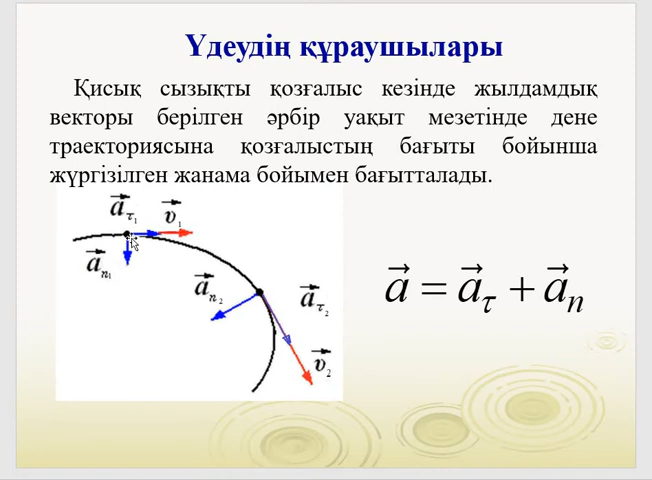 Үдеудің құраушылары
Қисық сызықты қозғалыс кезінде жылдамдық
векторы берілген әрбір уақыт мезетінде дене
траекториясына қозғалыстың бағыты бойынша
жүргізілген жанама бойымен бағытталады.
a⃗τ₁ υ⃗₁
a⃗n₁
a⃗n₂ a⃗τ₂
υ⃗₂
a⃗ = a⃗τ + a⃗n